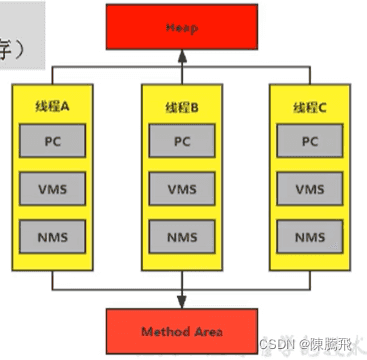 存）
Heap
线程A
线程B
线程C
PC
PC
PC
VMS
VMS
VMS
NMS
NMS
NMS
Method Area
CSDN @陳騰飛